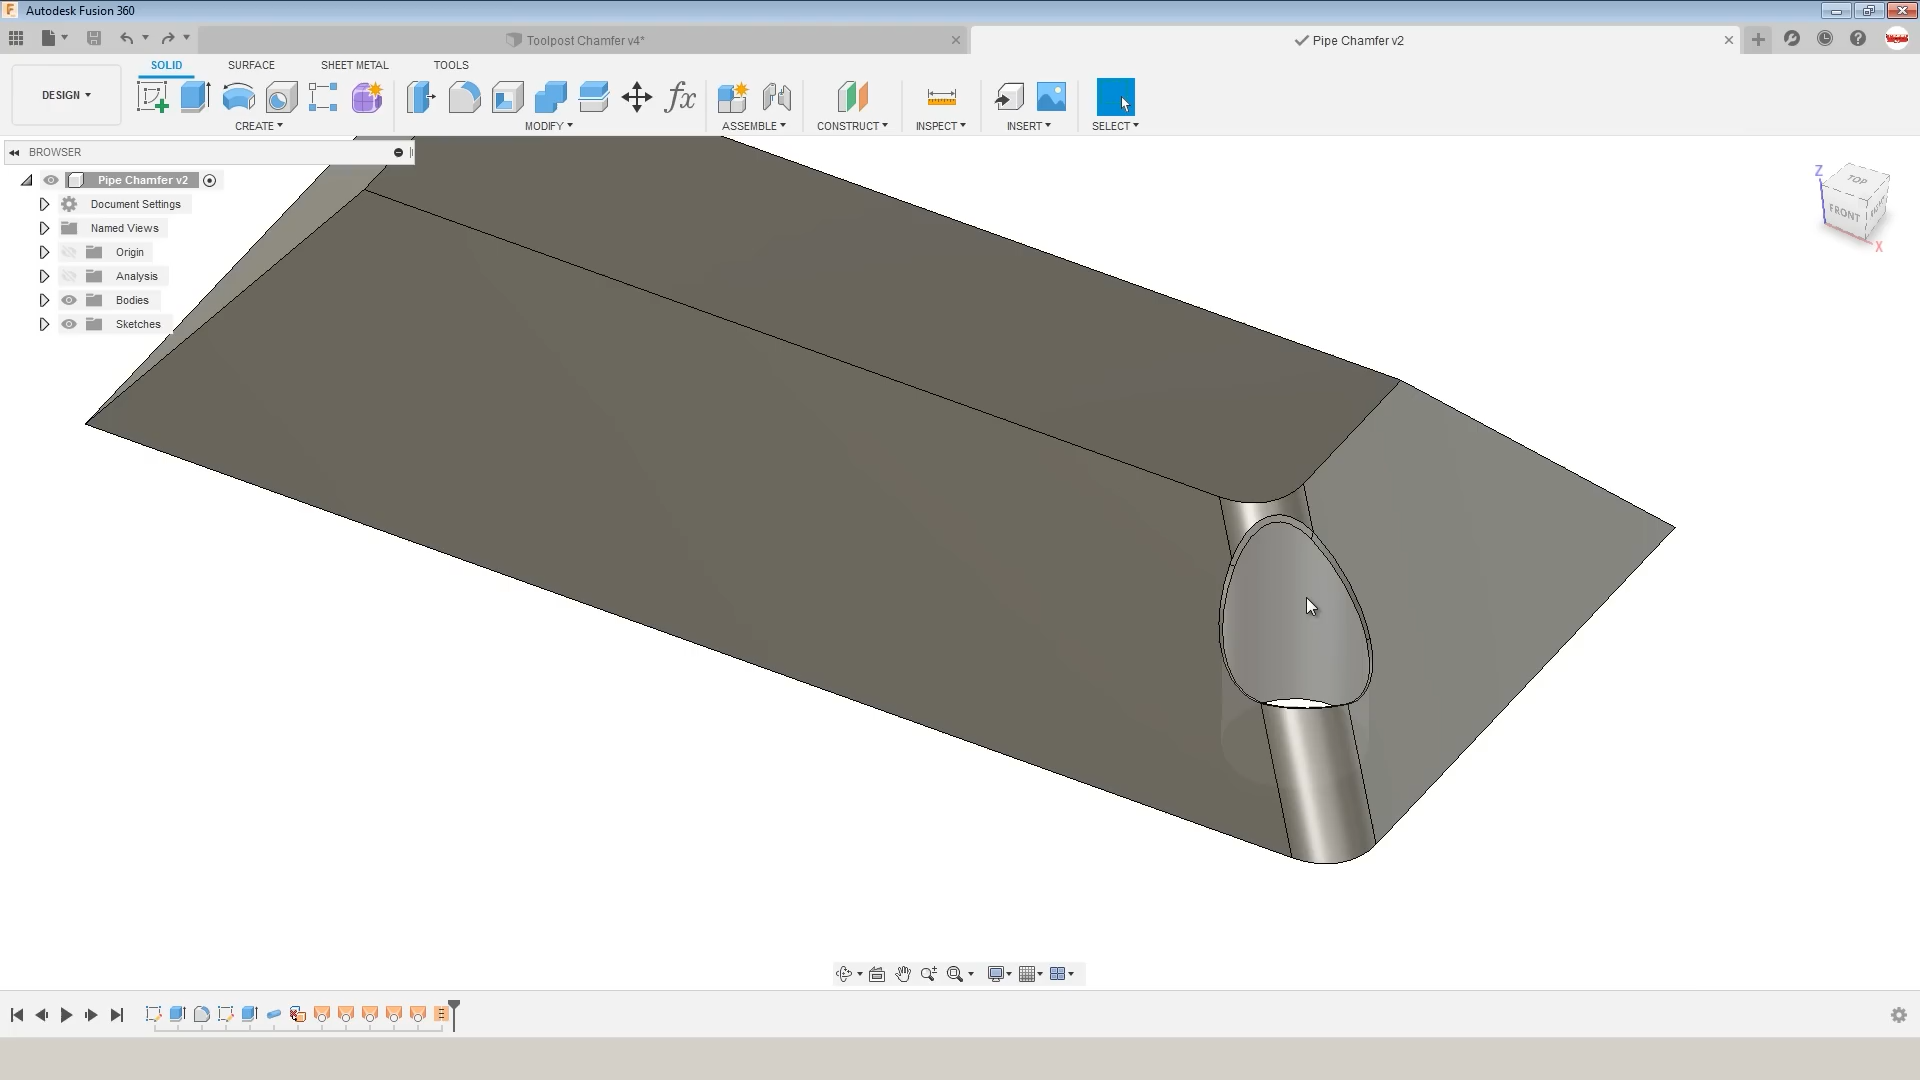 Autodesk Fusion 360
Toolpost Chamfer v4*
Pipe Chamfer v2
DESIGN
SOLID
SURFACE
SHEET METAL
TOOLS
CREATE
MODIFY
ASSEMBLE
CONSTRUCT
INSPECT
INSERT
SELECT
BROWSER
Pipe Chamfer v2
Document Settings
Named Views
Origin
Analysis
Bodies
Sketches
Z
TOP
FRONT
X